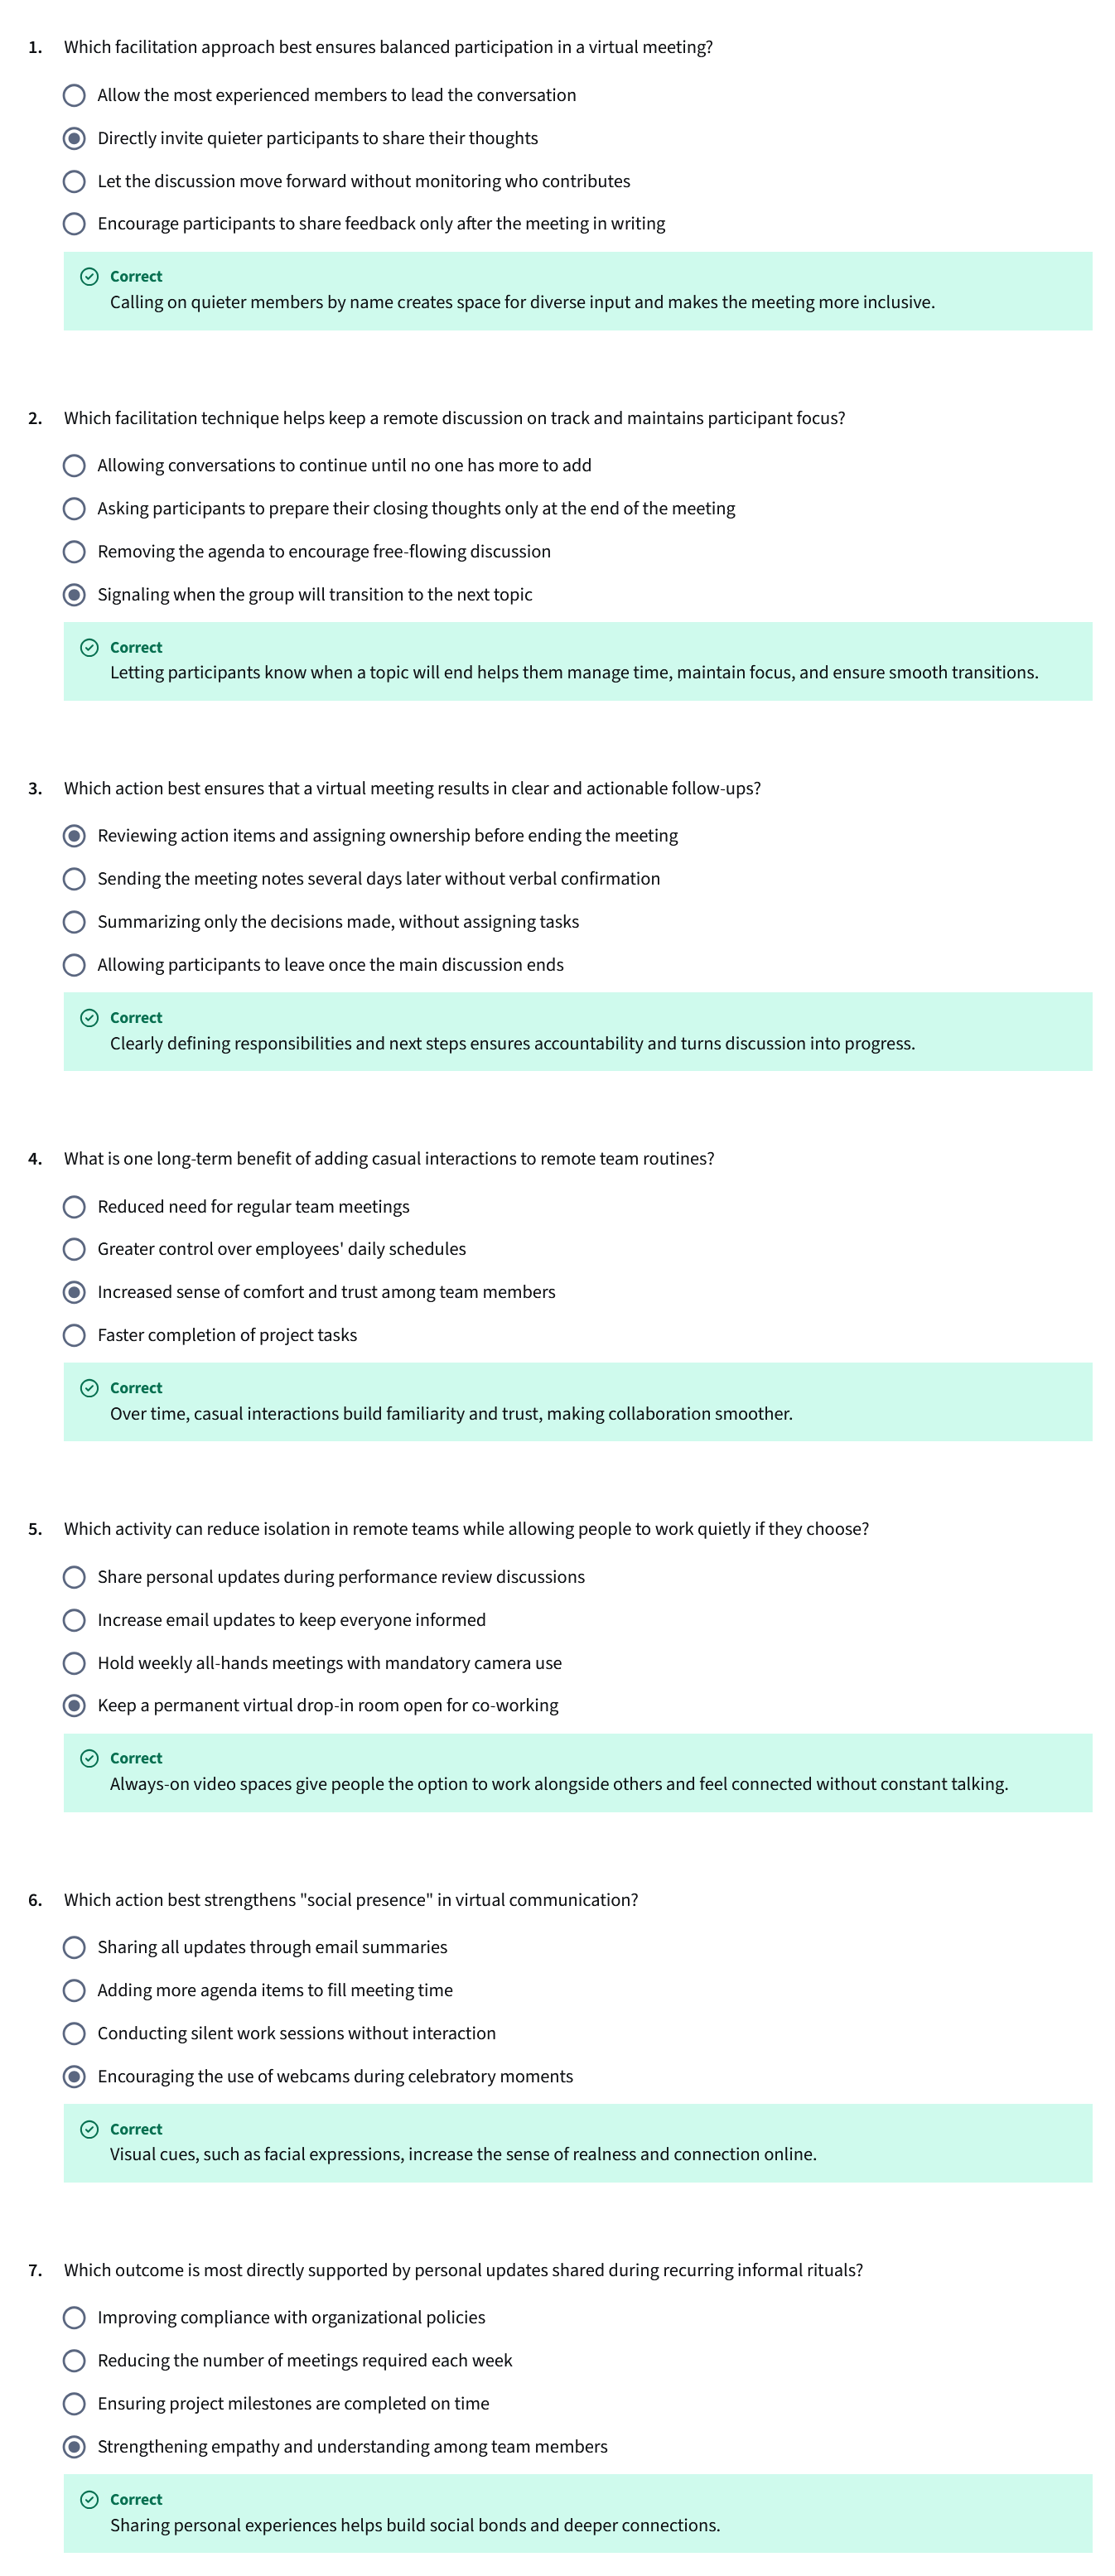 1. Which facilitation approach best ensures balanced participation in a virtual meeting?
Allow the most experienced members to lead the conversation
Directly invite quieter participants to share their thoughts
Let the discussion move forward without monitoring who contributes
Encourage participants to share feedback only after the meeting in writing
Correct
Calling on quieter members by name creates space for diverse input and makes the meeting more inclusive.
2. Which facilitation technique helps keep a remote discussion on track and maintains participant focus?
Allowing conversations to continue until no one has more to add
Asking participants to prepare their closing thoughts only at the end of the meeting
Removing the agenda to encourage free-flowing discussion
Signaling when the group will transition to the next topic
Correct
Letting participants know when a topic will end helps them manage time, maintain focus, and ensure smooth transitions.
3. Which action best ensures that a virtual meeting results in clear and actionable follow-ups?
Reviewing action items and assigning ownership before ending the meeting
Sending the meeting notes several days later without verbal confirmation
Summarizing only the decisions made, without assigning tasks
Allowing participants to leave once the main discussion ends
Correct
Clearly defining responsibilities and next steps ensures accountability and turns discussion into progress.
4. What is one long-term benefit of adding casual interactions to remote team routines?
Reduced need for regular team meetings
Greater control over employees' daily schedules
Increased sense of comfort and trust among team members
Faster completion of project tasks
Correct
Over time, casual interactions build familiarity and trust, making collaboration smoother.
5. Which activity can reduce isolation in remote teams while allowing people to work quietly if they choose?
Share personal updates during performance review discussions
Increase email updates to keep everyone informed
Hold weekly all-hands meetings with mandatory camera use
Keep a permanent virtual drop-in room open for co-working
Correct
Always-on video spaces give people the option to work alongside others and feel connected without constant talking.
6. Which action best strengthens "social presence" in virtual communication?
Sharing all updates through email summaries
Adding more agenda items to fill meeting time
Conducting silent work sessions without interaction
Encouraging the use of webcams during celebratory moments
Correct
Visual cues, such as facial expressions, increase the sense of realness and connection online.
7. Which outcome is most directly supported by personal updates shared during recurring informal rituals?
Improving compliance with organizational policies
Reducing the number of meetings required each week
Ensuring project milestones are completed on time
Strengthening empathy and understanding among team members
Correct
Sharing personal experiences helps build social bonds and deeper connections.